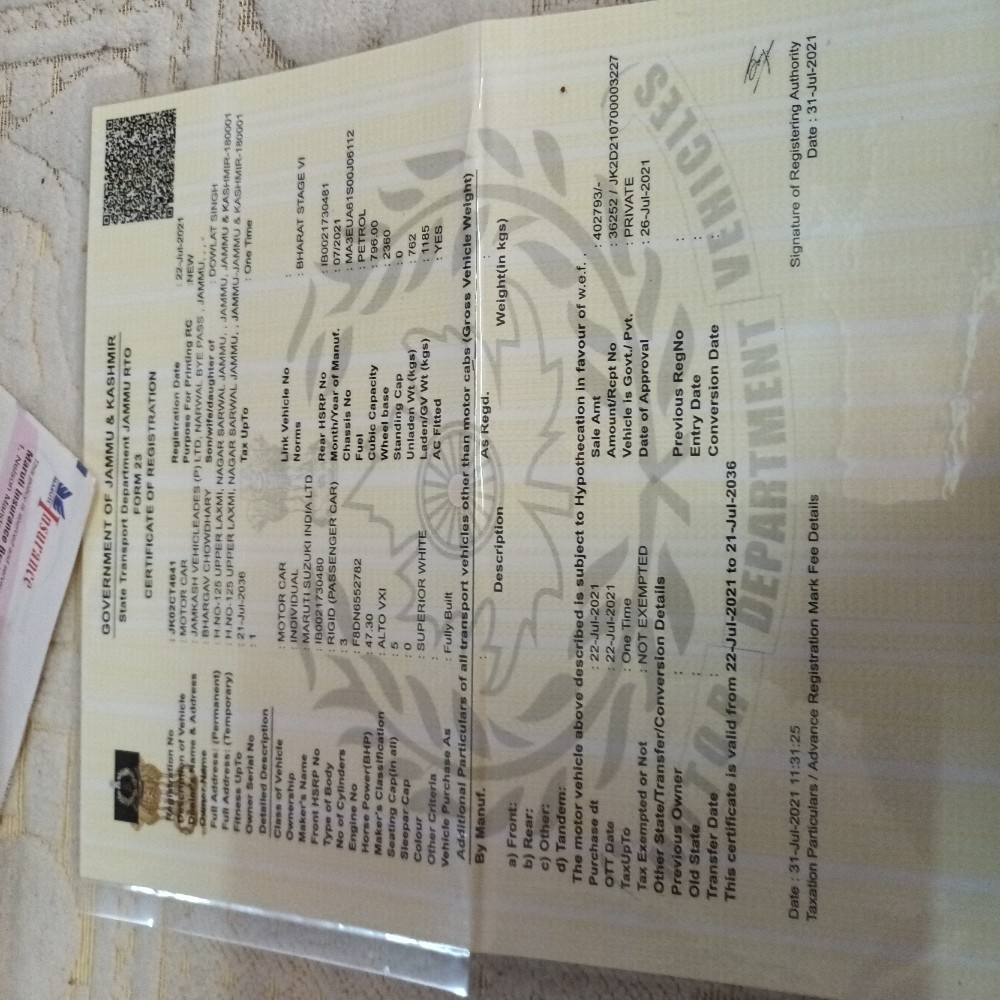 GOVERNMENT OF JAMMU & KASHMIR
State Transport Department JAMMU RTO
FORM 23
CERTIFICATE OF REGISTRATION
Registration No : JK02CT4641 Registration Date : 22-Jul-2021
Description of Vehicle : MOTOR CAR Purpose For Printing RC :NEW
Dealer's Name & Address : JAMKASH VEHICLEADES (P) LTD, NARWAL BYE PASS , JAMMU, , ,
Owner Name : BHARGAV CHOWDHARY Son/wife/daughter of : DOWLAT SINGH
Full Address: (Permanent) : H.NO-125 UPPER LAXMI, NAGAR SARWAL JAMMU, , JAMMU, JAMMU & KASHMIR-180001
Full Address: (Temporary) : H.NO-125 UPPER LAXMI, NAGAR SARWAL JAMMU, , JAMMU-JAMMU & KASHMIR-180001
Fitness UpTo : 21-Jul-2036 Tax UpTo : One Time
Owner Serial No : 1
Detailed Description
Class of Vehicle : MOTOR CAR Link Vehicle No :
Ownership : INDIVIDUAL Norms : BHARAT STAGE VI
Maker's Name : MARUTI SUZUKI INDIA LTD
Front HSRP No : IB0021730480 Rear HSRP No : IB0021730481
Type of Body : RIGID (PASSENGER CAR) Month/Year of Manuf. : 07/2021
No of Cylinders : 3 Chassis No : MA3EUA61S00J06112
Engine No : F8DN6552782 Fuel : PETROL
Horse Power(BHP) : 47.30 Cubic Capacity : 796.00
Maker's Classification : ALTO VXI Wheel base : 2360
Seating Cap(in all) : 5 Standing Cap : 0
Sleepar Cap : 0 Unladen Wt (kgs) : 762
Colour : SUPERIOR WHITE Laden/GV Wt (kgs) : 1185
Other Criteria : AC Fitted : YES
Vehicle Purchase As : Fully Built
Additional Particulars of all transport vehicles other than motor cabs (Gross Vehicle Weight)
By Manuf. : As Regd. :
Description Weight(in kgs)
a) Front:
b) Rear:
c) Other:
d) Tandem:
The motor vehicle above described is subject to Hypothecation in favour of w.e.f. .
Purchase dt : 22-Jul-2021 Sale Amt : 402793/-
OTT Date : 22-Jul-2021 Amount/Rcpt No : 36252 / JK2D210700003227
TaxUpTo : One Time Vehicle is Govt./ Pvt. : PRIVATE
Tax Exempted or Not : NOT EXEMPTED Date of Approval : 26-Jul-2021
Other State/Transfer/Conversion Details
Previous Owner : Previous RegNo :
Old State : Entry Date :
Transfer Date Conversion Date
This certificate is valid from 22-Jul-2021 to 21-Jul-2036
Signature of Registering Authority
Date : 31-Jul-2021 11:31:25 Date : 31-Jul-2021
Taxation Particulars / Advance Registration Mark Fee Details
DEPARTMENT VEHICLES
Insurance
Maruti Insurance